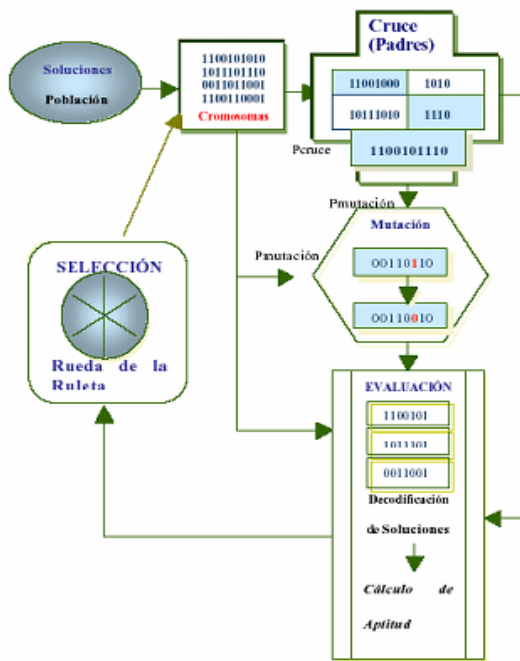 Soluciones
Población
1100101010
1011101110
0011011001
1100110001
Cromosomas
Cruce
(Padres)
11001000 1010
10111010 1110
1100101110
Pcruce
Pmutación
Mutación
00110110
00110010
Pmutación
SELECCIÓN
Rueda de la
Ruleta
EVALUACIÓN
1100101
1011101
0011001
Decodificación
de Soluciones
Cálculo de
Aptitud